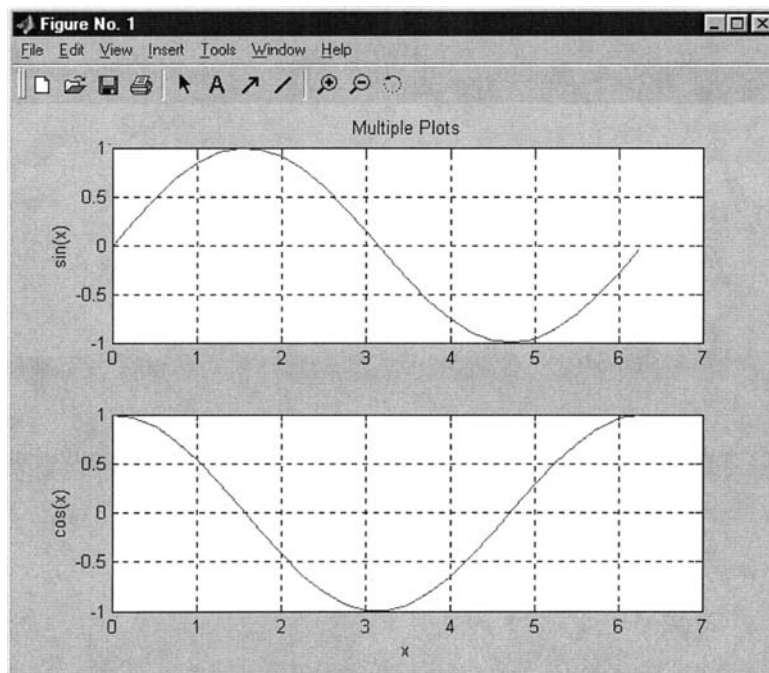 Figure No. 1
File Edit View Insert Tools Window Help
A
Multiple Plots
1
0.5
0
-0.5
-1
sin(x)
0 1 2 3 4 5 6 7
1
0.5
0
-0.5
-1
cos(x)
0 1 2 3 4 5 6 7
x